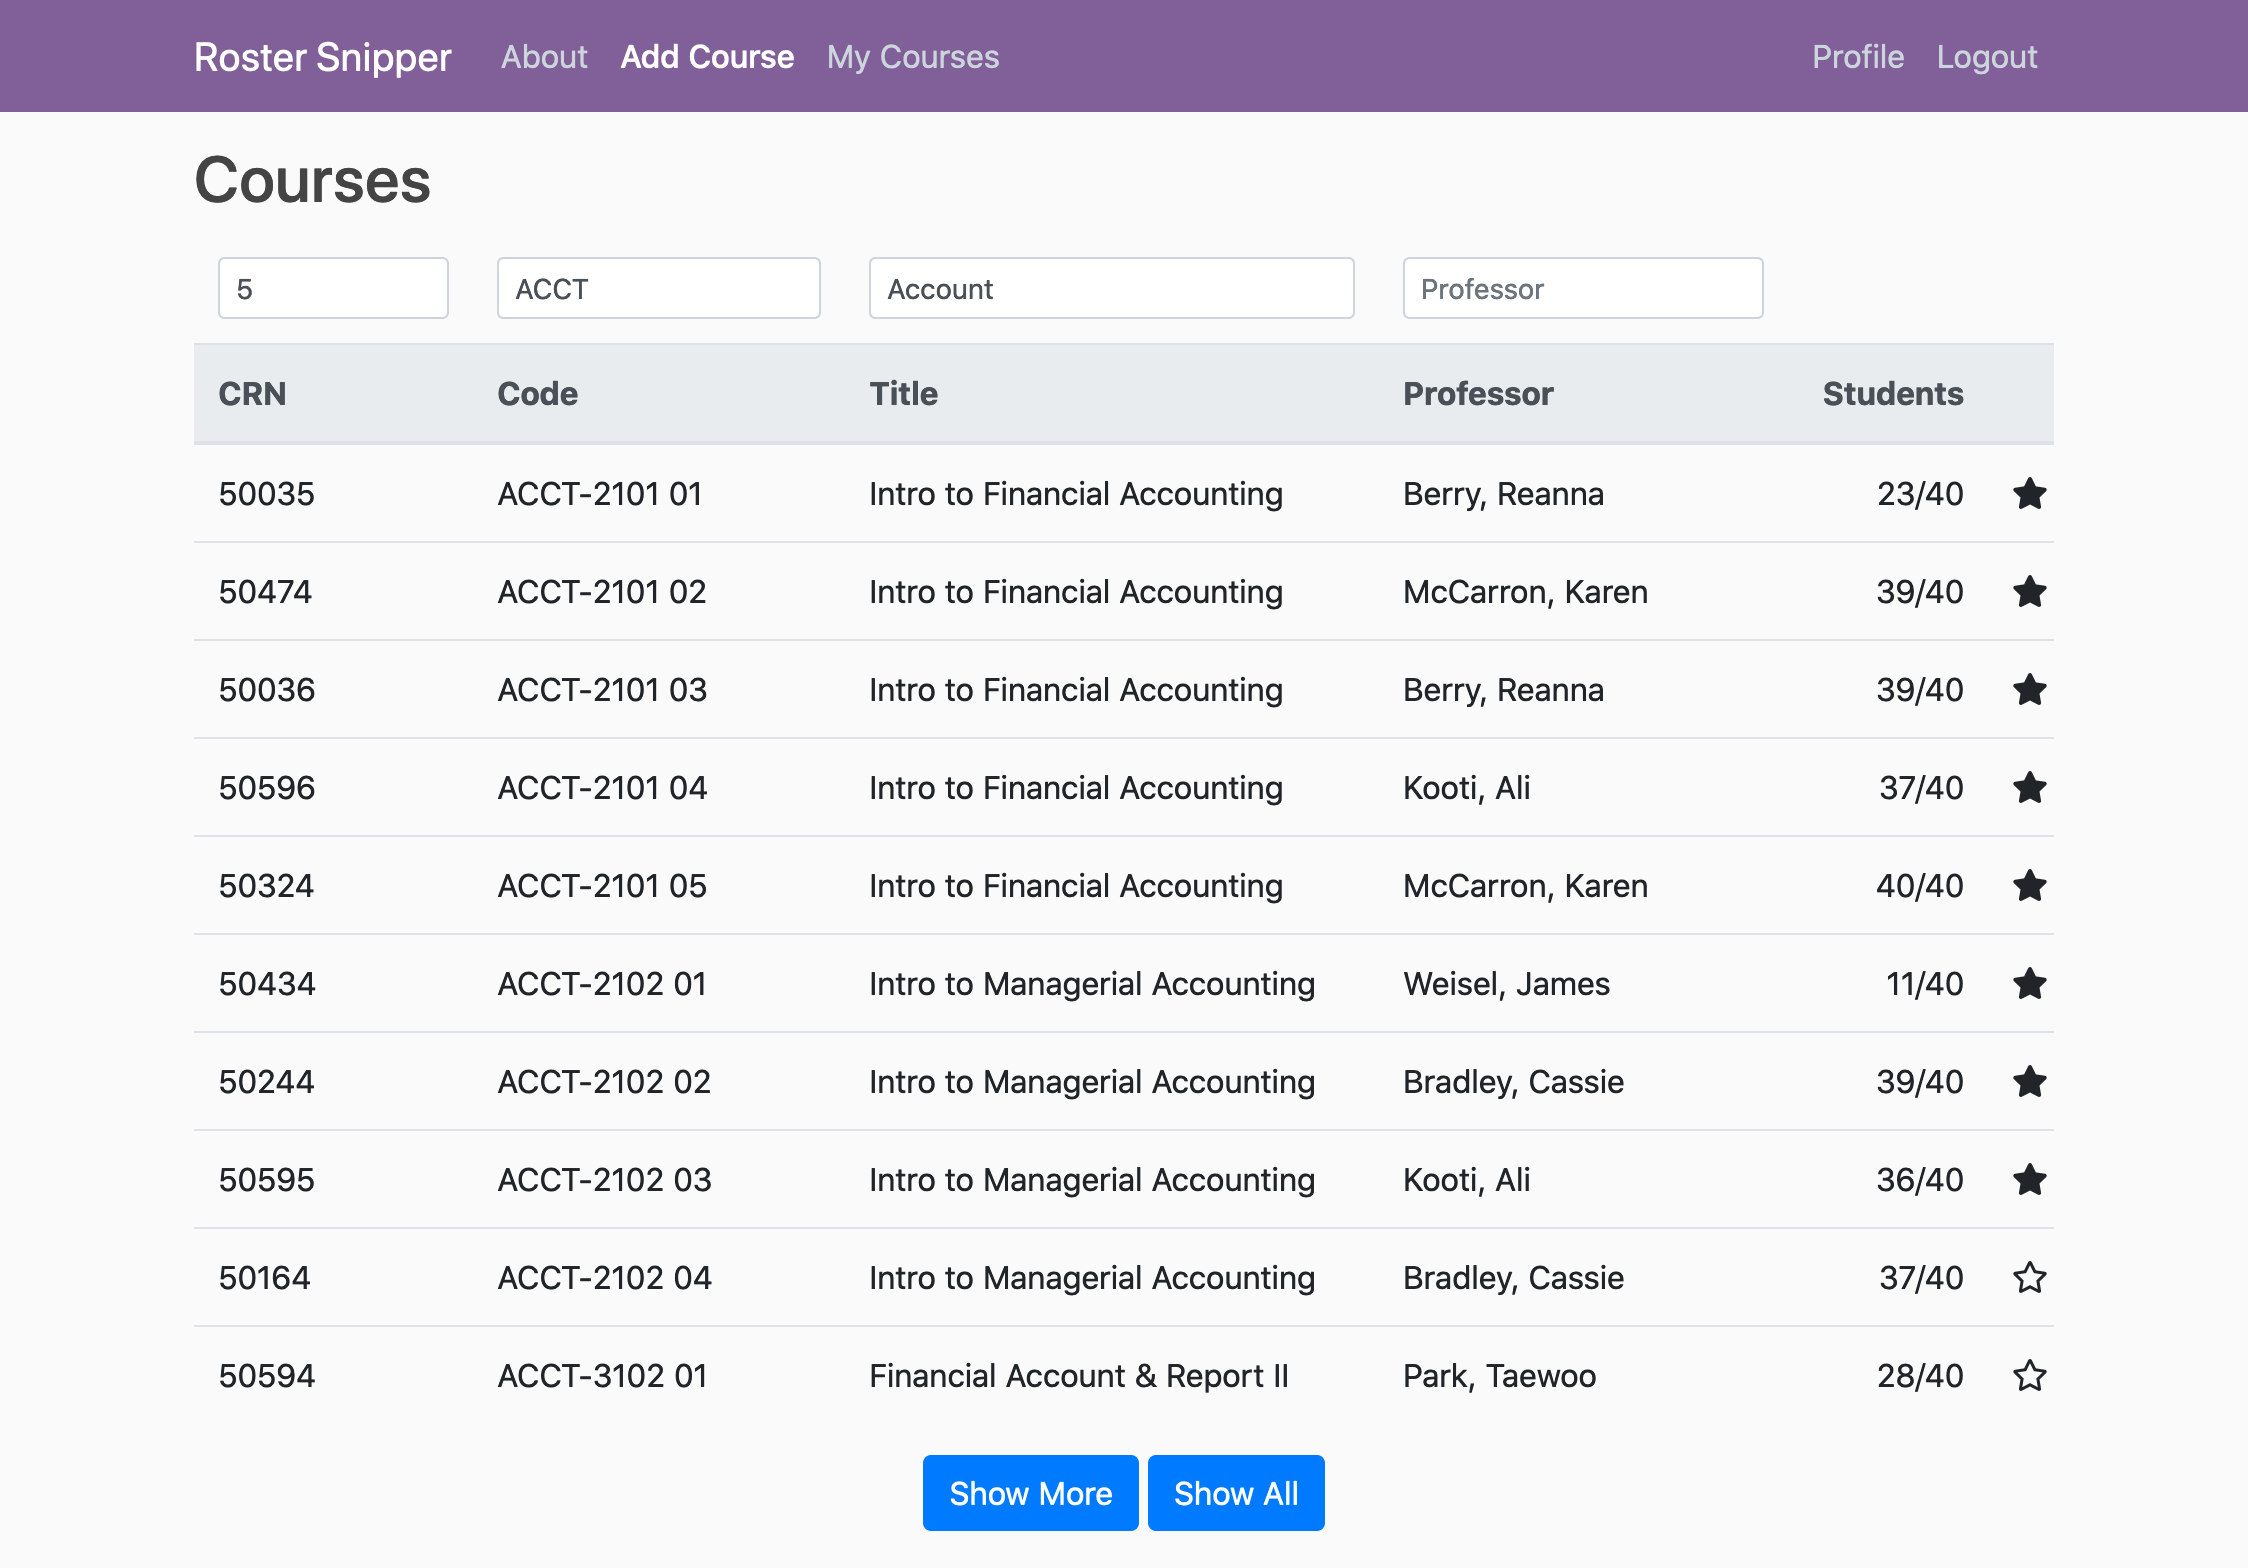 Roster Snipper About Add Course My Courses Profile Logout
Courses
5 ACCT Account Professor
CRN Code Title Professor Students
50035 ACCT-2101 01 Intro to Financial Accounting Berry, Reanna 23/40
50474 ACCT-2101 02 Intro to Financial Accounting McCarron, Karen 39/40
50036 ACCT-2101 03 Intro to Financial Accounting Berry, Reanna 39/40
50596 ACCT-2101 04 Intro to Financial Accounting Kooti, Ali 37/40
50324 ACCT-2101 05 Intro to Financial Accounting McCarron, Karen 40/40
50434 ACCT-2102 01 Intro to Managerial Accounting Weisel, James 11/40
50244 ACCT-2102 02 Intro to Managerial Accounting Bradley, Cassie 39/40
50595 ACCT-2102 03 Intro to Managerial Accounting Kooti, Ali 36/40
50164 ACCT-2102 04 Intro to Managerial Accounting Bradley, Cassie 37/40
50594 ACCT-3102 01 Financial Account & Report II Park, Taewoo 28/40
Show More Show All